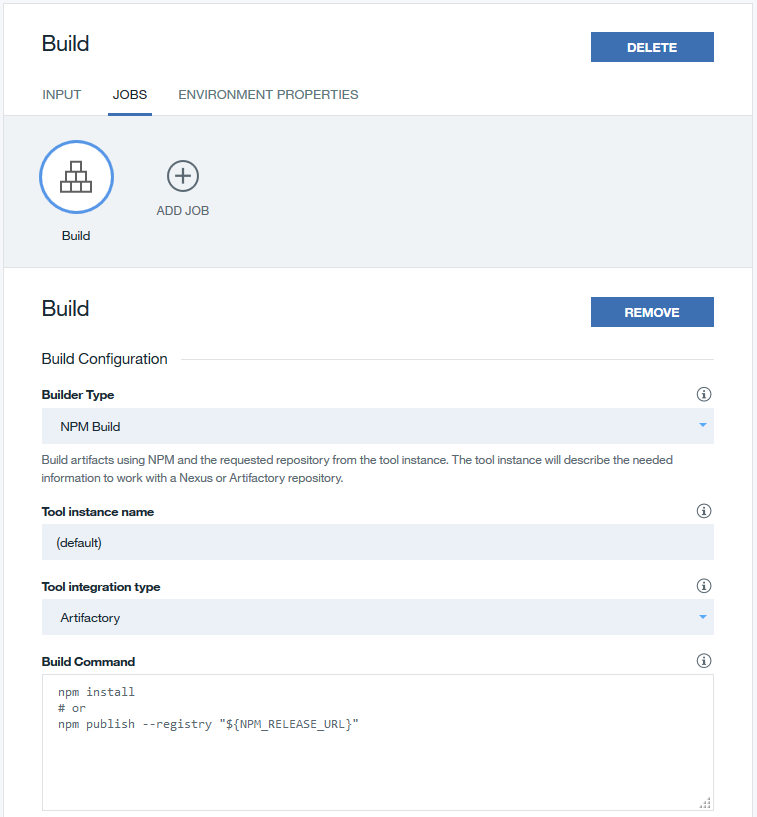 Build
DELETE
INPUT JOBS ENVIRONMENT PROPERTIES
Build
ADD JOB
Build
REMOVE
Build Configuration
Builder Type
NPM Build
Build artifacts using NPM and the requested repository from the tool instance. The tool instance will describe the needed
information to work with a Nexus or Artifactory repository.
Tool instance name
(default)
Tool integration type
Artifactory
Build Command
npm install
# or
npm publish --registry "${NPM_RELEASE_URL}"